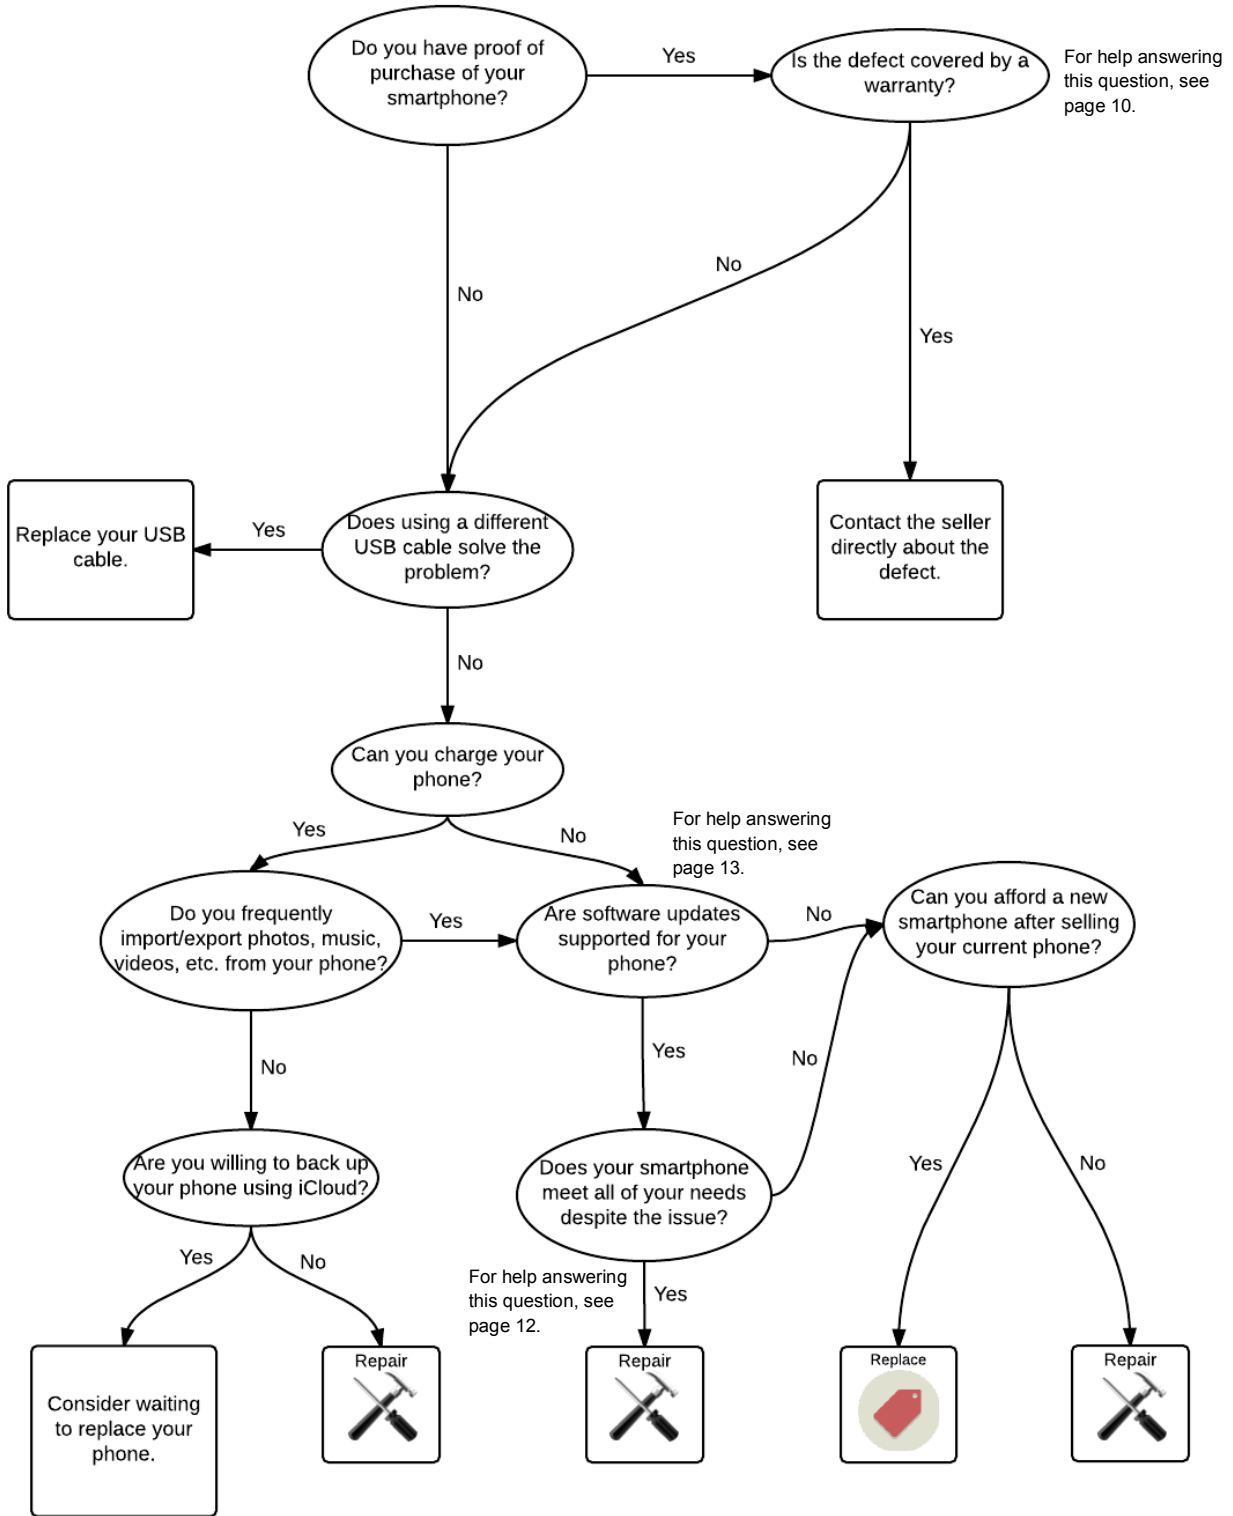 Do you have proof of
purchase of your
smartphone?
Yes
Is the defect covered by a
warranty?
For help answering
this question, see
page 10.
No
No
Yes
Replace your USB
cable.
Yes
Does using a different
USB cable solve the
problem?
Contact the seller
directly about the
defect.
No
Can you charge your
phone?
Yes
No
For help answering
this question, see
page 13.
Do you frequently
import/export photos, music,
videos, etc. from your phone?
Yes
Are software updates
supported for your
phone?
No
Can you afford a new
smartphone after selling
your current phone?
No
Yes
No
Are you willing to back up
your phone using iCloud?
Does your smartphone
meet all of your needs
despite the issue?
Yes
No
Yes
No
For help answering
this question, see
page 12.
Yes
Consider waiting
to replace your
phone.
Repair
Repair
Replace
Repair